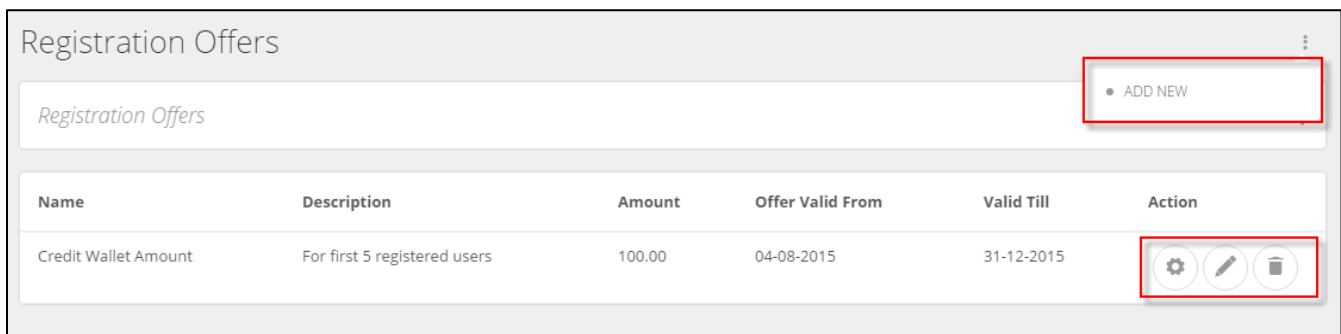 Registration Offers
ADD NEW
Registration Offers
Name Description Amount Offer Valid From Valid Till Action
Credit Wallet Amount For first 5 registered users 100.00 04-08-2015 31-12-2015